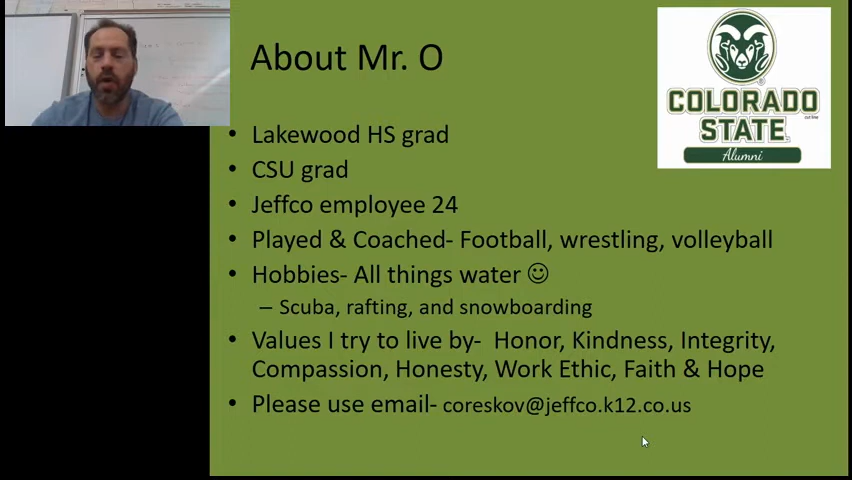 About Mr. O
COLORADO
STATE
Alumni
• Lakewood HS grad
• CSU grad
• Jeffco employee 24
• Played & Coached- Football, wrestling, volleyball
• Hobbies- All things water ☺
– Scuba, rafting, and snowboarding
• Values I try to live by-  Honor, Kindness, Integrity,
Compassion, Honesty, Work Ethic, Faith & Hope
• Please use email- coreskov@jeffco.k12.co.us